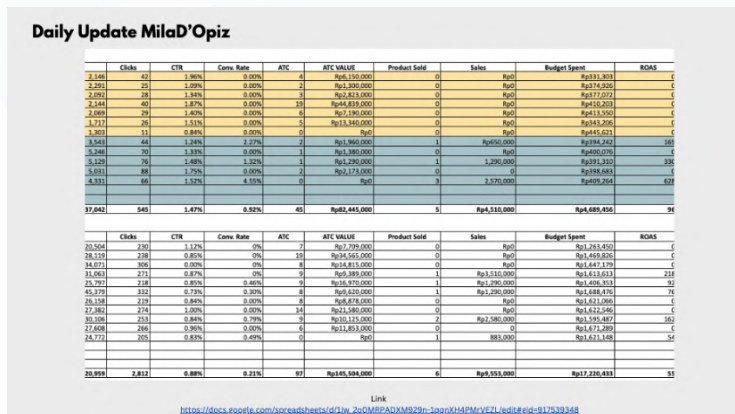 Daily Update MilaD'Opiz
Clicks CTR Conv. Rate ATC ATC VALUE Product Sold Sales Budget Spent ROAS
2,146 42 1.96% 0.00% 4 Rp6,150,000 0 Rp0 Rp331,303
2,291 25 1.09% 0.00% 2 Rp1,300,000 0 Rp0 Rp374,926
2,092 28 1.34% 0.00% 3 Rp2,823,000 0 Rp0 Rp377,072
2,144 40 1.87% 0.00% 19 Rp44,839,000 0 Rp0 Rp410,203
2,069 29 1.40% 0.00% 6 Rp7,190,000 0 Rp0 Rp413,550
1,717 26 1.51% 0.00% 5 Rp13,340,000 0 Rp0 Rp343,206
1,303 11 0.84% 0.00% 0 Rp0 0 Rp0 Rp445,621
3,543 44 1.24% 2.27% 2 Rp1,960,000 1 Rp650,000 Rp394,242 165
5,246 70 1.33% 0.00% 1 Rp1,380,000 0 Rp0 Rp400,076
5,129 76 1.48% 1.32% 1 Rp1,290,000 1 1,290,000 Rp391,310 330
5,031 88 1.75% 0.00% 2 Rp2,173,000 0 0 Rp398,683
4,331 66 1.52% 4.55% 0 Rp0 3 2,570,000 Rp409,264 628
37,042 545 1.47% 0.92% 45 Rp82,445,000 5 Rp4,510,000 Rp4,689,456 96
Clicks CTR Conv. Rate ATC ATC VALUE Product Sold Sales Budget Spent ROAS
20,504 230 1.12% 0% 7 Rp7,709,000 0 Rp0 Rp1,263,450
28,119 238 0.85% 0% 19 Rp34,565,000 0 Rp0 Rp1,469,826
34,071 306 0.00% 0% 8 Rp14,815,000 0 Rp0 Rp1,647,179
31,063 271 0.87% 0% 9 Rp9,389,000 1 Rp3,510,000 Rp1,613,613 218
25,797 218 0.85% 0.46% 9 Rp16,970,000 1 Rp1,290,000 Rp1,406,353 92
45,379 332 0.73% 0.30% 8 Rp9,620,000 1 Rp1,290,000 Rp1,688,476 76
26,158 219 0.84% 0.00% 8 Rp8,878,000 0 Rp0 Rp1,621,066
27,382 274 1.00% 0.00% 14 Rp21,580,000 0 Rp0 Rp1,622,546
30,106 253 0.84% 0.79% 9 Rp10,125,000 2 Rp2,580,000 Rp1,595,487 162
27,608 266 0.96% 0.00% 6 Rp11,853,000 0 0 Rp1,671,289
24,772 205 0.83% 0.49% 0 Rp0 1 883,000 Rp1,621,148 54
20,959 2,812 0.88% 0.21% 97 Rp145,504,000 6 Rp9,553,000 Rp17,220,433 55
Link